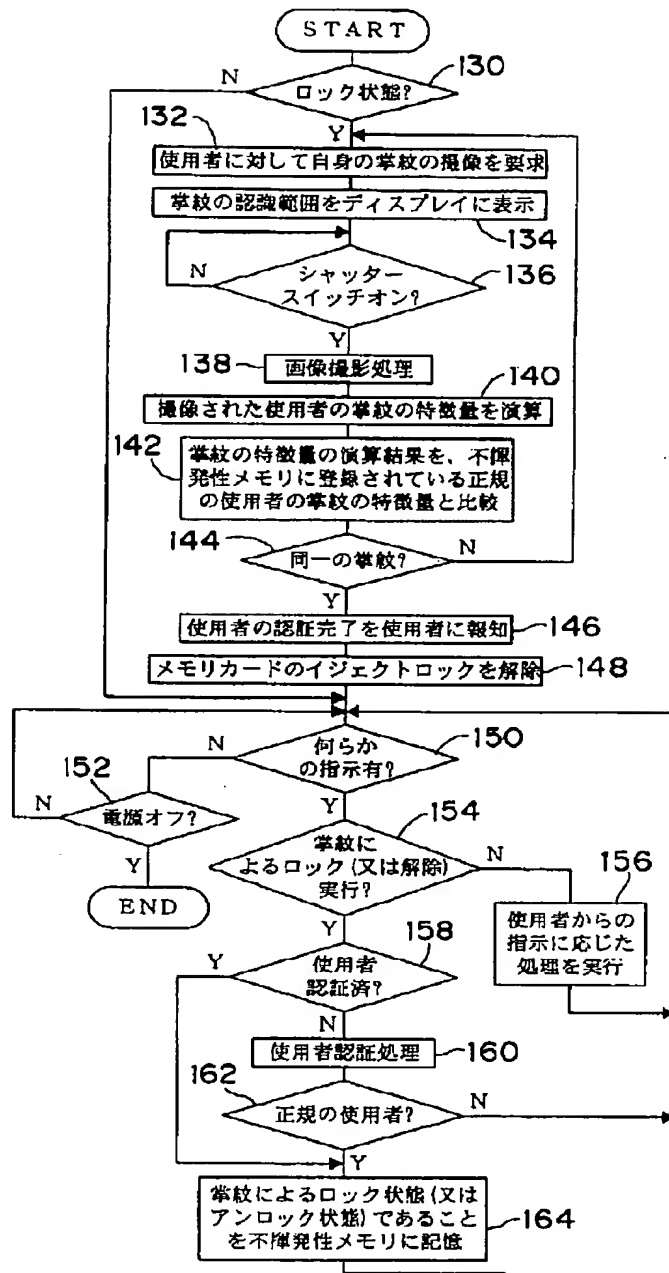 START
130
N
ロック状態?
132
Y
使用者に対して自身の掌紋の撮像を要求
掌紋の認識範囲をディスプレイに表示
134
N
シャッター
スイッチオン?
136
Y
138
画像撮影処理
140
撮像された使用者の掌紋の特徴量を演算
142
掌紋の特徴量の演算結果を、不揮
発性メモリに登録されている正規
の使用者の掌紋の特徴量と比較
144
同一の掌紋?
N
Y
使用者の認証完了を使用者に報知
146
メモリカードのイジェクトロックを解除
148
N
何らか
の指示有?
150
152
Y
N
電源オフ?
154
掌紋に
よるロック(又は解除)
実行?
N
Y
END
156
使用者からの
指示に応じた
処理を実行
Y
158
Y
使用者
認証済?
N
使用者認証処理
160
162
正規の使用者?
N
Y
掌紋によるロック状態(又は
アンロック状態)であること
を不揮発性メモリに記憶
164